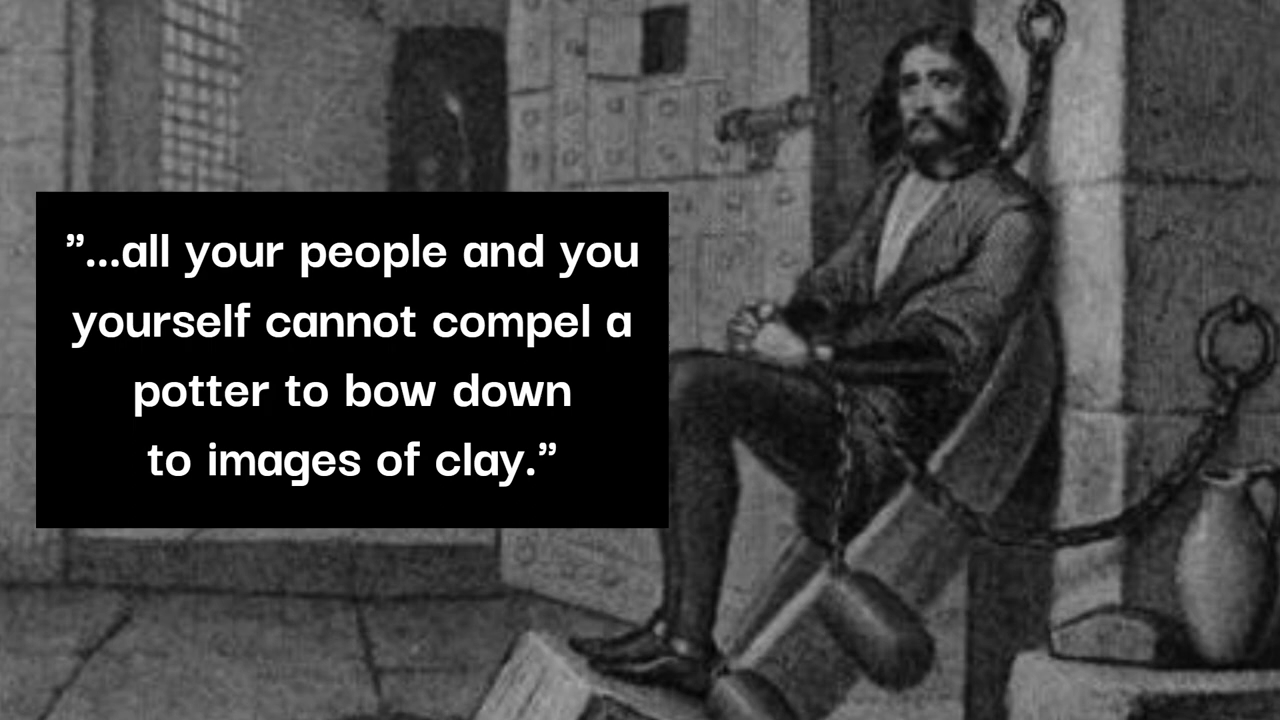 ”...all your people and you
yourself cannot compel a
potter to bow down
to images of clay.”